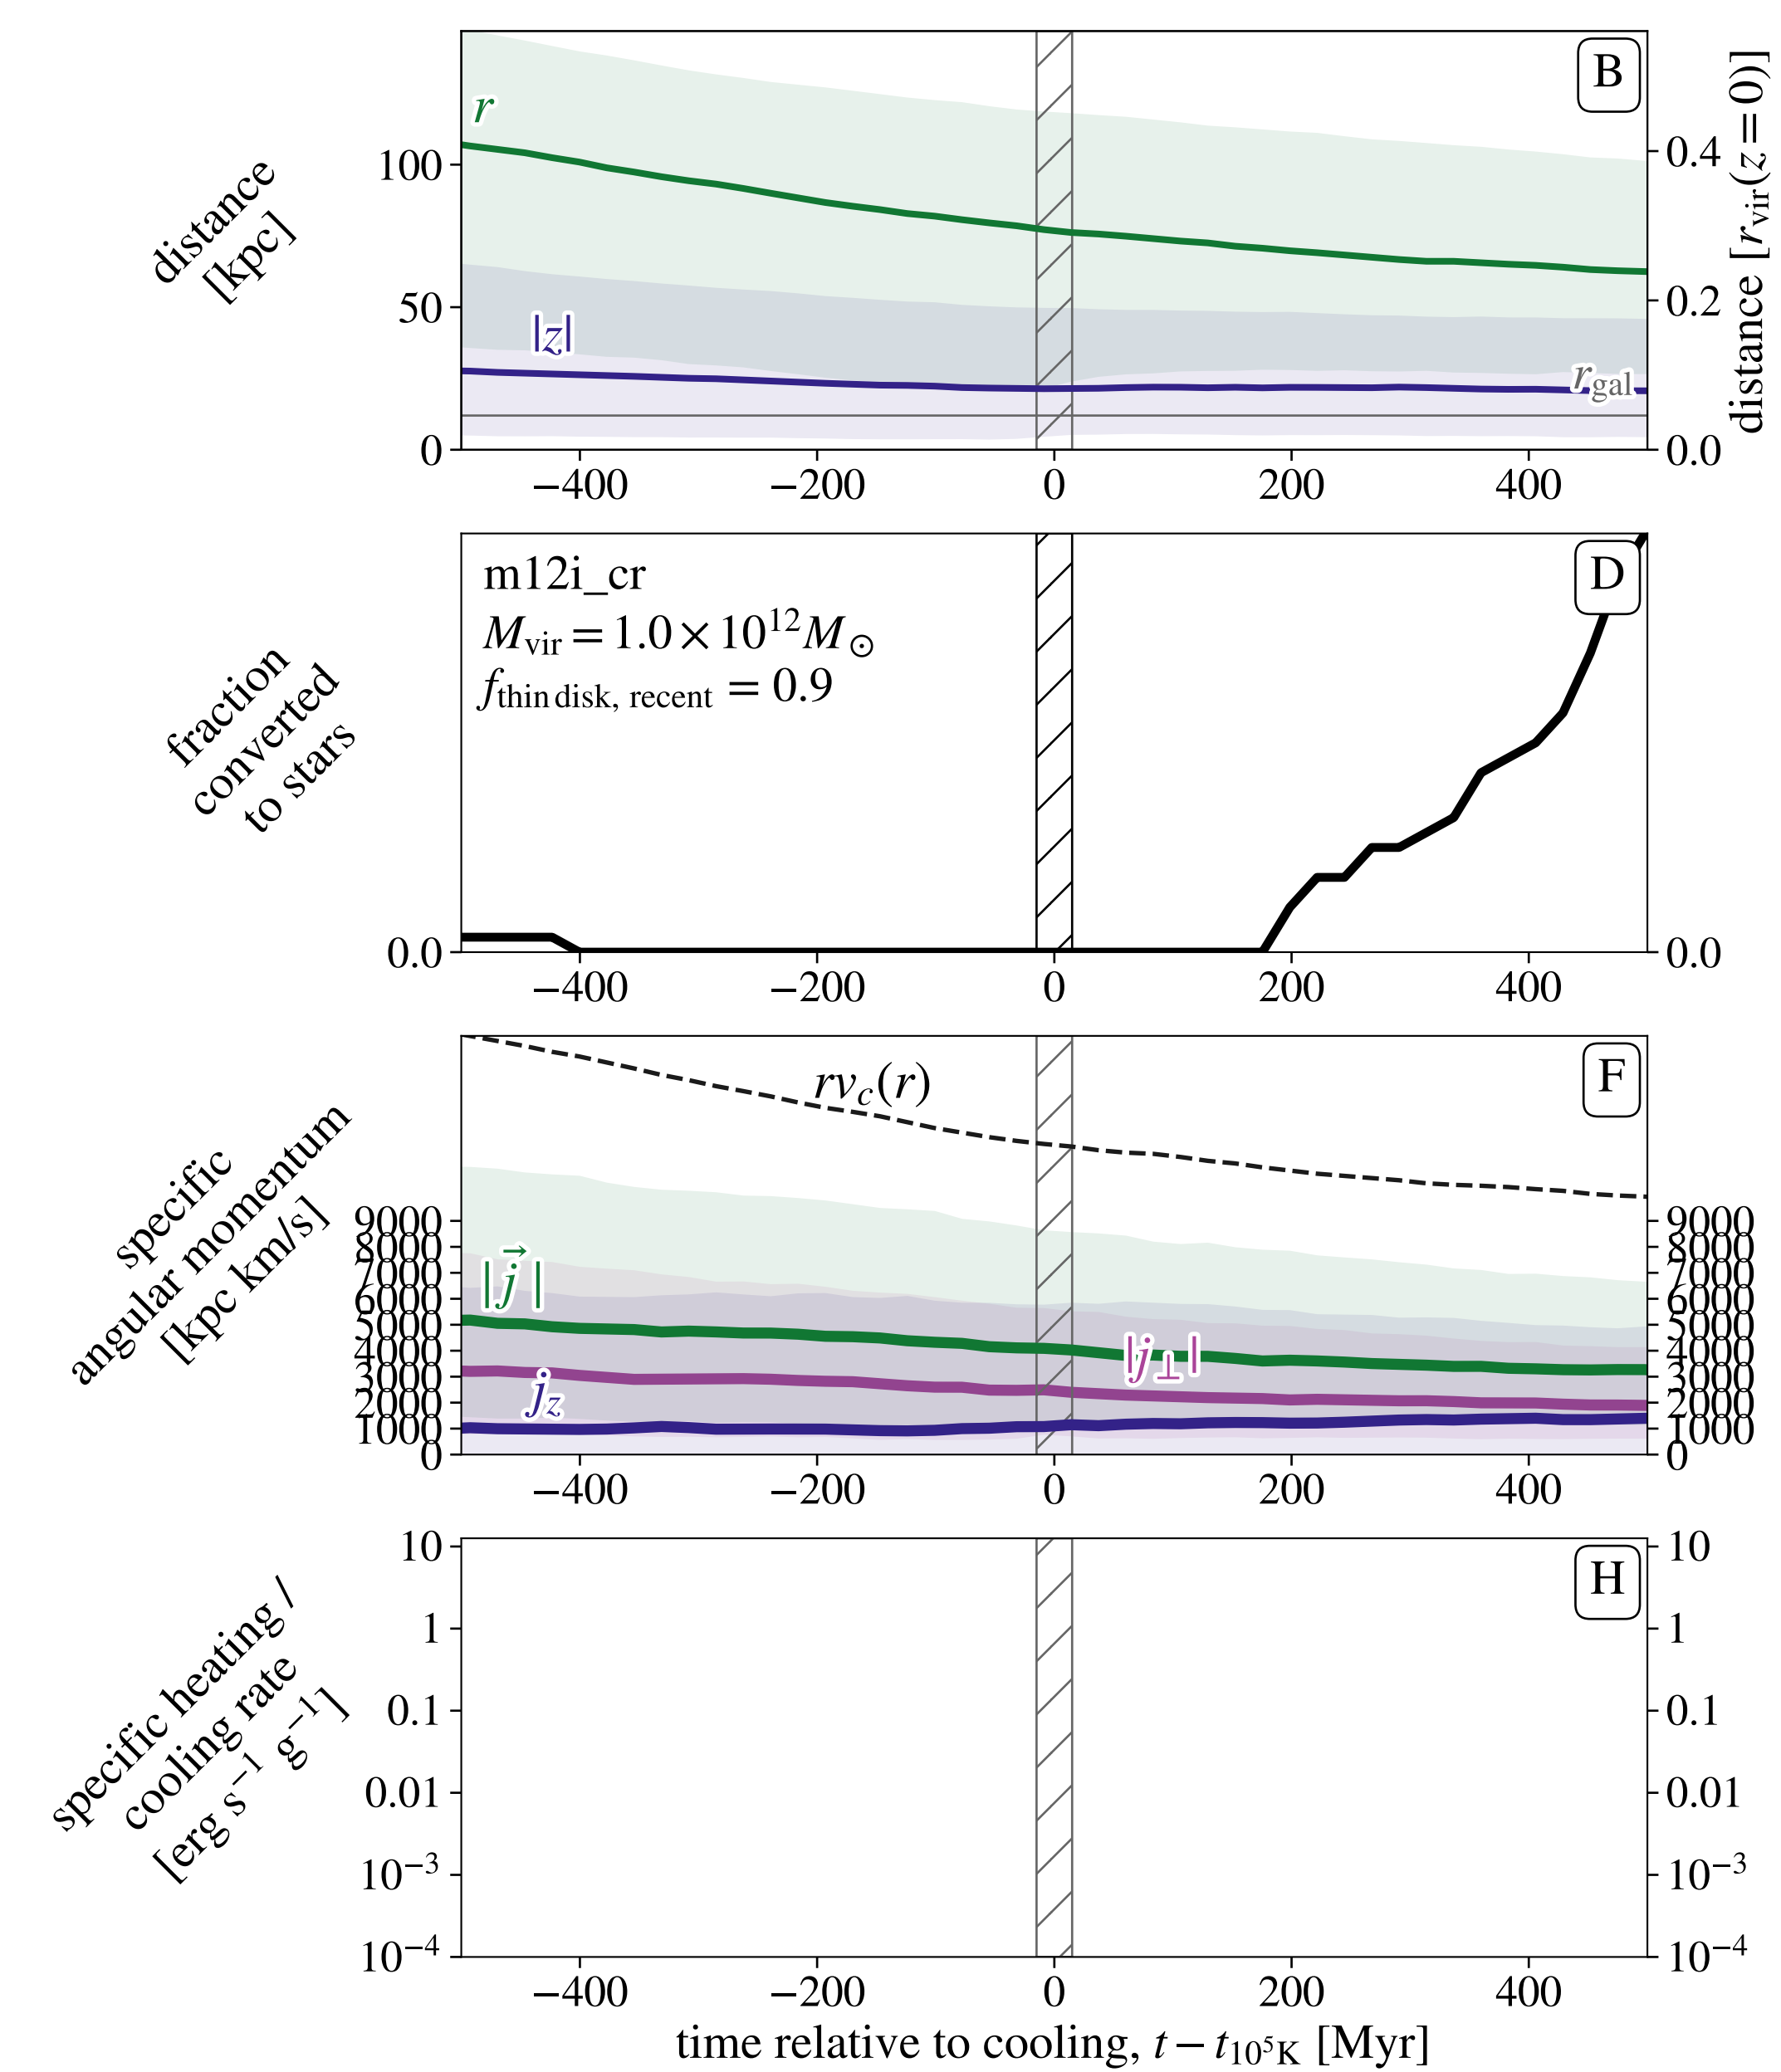 distance
[kpc]
100
50
0
r
|z|
r_gal
B
0.4
0.2
0.0
distance [r_vir(z=0)]
−400 −200 0 200 400
fraction
converted
to stars
0.0
m12i_cr
M_vir = 1.0 × 10^12 M_⊙
f_thin disk, recent = 0.9
D
0.0
−400 −200 0 200 400
specific
angular momentum
[kpc km/s]
9000
8000
7000
6000
5000
4000
3000
2000
1000
0
rv_c(r)
|j⃗|
|j_⊥|
j_z
F
9000
8000
7000
6000
5000
4000
3000
2000
1000
0
−400 −200 0 200 400
specific heating /
cooling rate
[erg s^−1 g^−1]
10
1
0.1
0.01
10^−3
10^−4
H
10
1
0.1
0.01
10^−3
10^−4
−400 −200 0 200 400
time relative to cooling, t − t_10^5K [Myr]